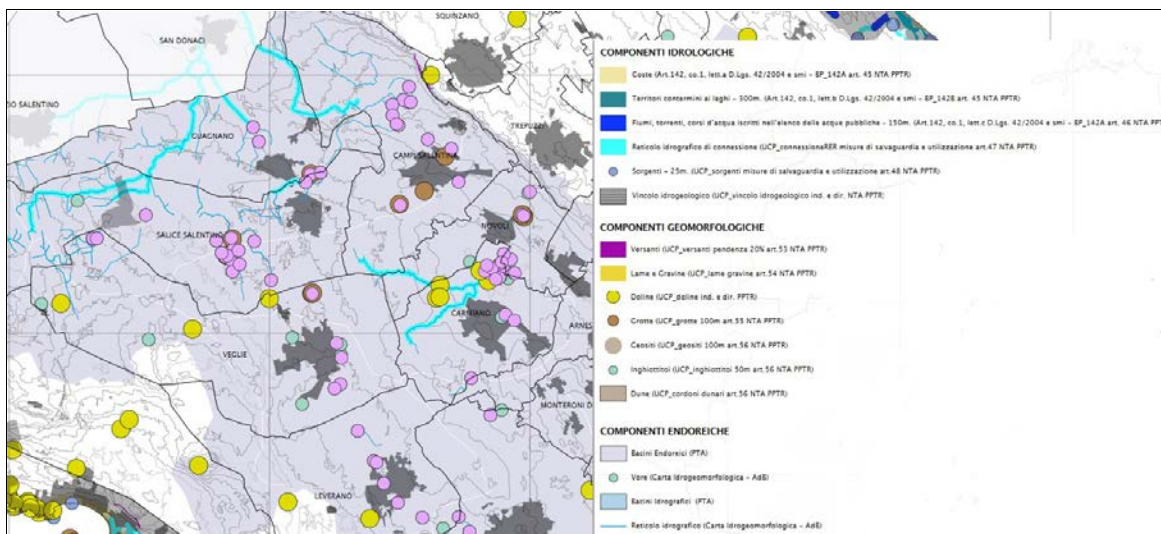 SQUINZANO
SAN DONACI
ZIO SALENTINO
GUAGNANO
TREPUZZI
CAMPI SALENTINA
SALICE SALENTINO
NOVOLI
CARMIANO
ARNES
VEGLIE
MONTERONI D
LEVERANO
COMPONENTI IDROLOGICHE
Coste (Art.142, co.1, lett.a D.Lgs. 42/2004 e smi - BP_142A art. 45 NTA PPTR)
Territori contermini ai laghi - 300m. (Art.142, co.1, lett.b D.Lgs. 42/2004 e smi - BP_142B art. 45 NTA PPTR)
Fiumi, torrenti, corsi d'acqua iscritti nell'elenco delle acque pubbliche - 150m. (Art.142, co.1, lett.c D.Lgs. 42/2004 e smi - BP_142A art. 46 NTA PPT
Reticolo idrografico di connessione (UCP_connessioneRER misure di salvaguardia e utilizzazione art.47 NTA PPTR)
Sorgenti - 25m. (UCP_sorgenti misure di salvaguardia e utilizzazione art.48 NTA PPTR)
Vincolo idrogeologico (UCP_vincolo idrogeologico ind. e dir. NTA PPTR)
COMPONENTI GEOMORFOLOGICHE
Versanti (UCP_versanti pendenza 20% art.53 NTA PPTR)
Lame e Gravine (UCP_lame gravine art.54 NTA PPTR)
Doline (UCP_doline ind. e dir. PPTR)
Grotte (UCP_grotte 100m art.55 NTA PPTR)
Geositi (UCP_geositi 100m art.56 NTA PPTR)
Inghiottitoi (UCP_inghiottitoi 50m art.56 NTA PPTR)
Dune (UCP_cordoni dunari art.56 NTA PPTR)
COMPONENTI ENDOREICHE
Bacini Endoreici (PTA)
Vore (Carta Idrogeomorfologica - AdB)
Bacini Idrografici (PTA)
Reticolo idrografico (Carta Idrogeomorfologica - AdB)